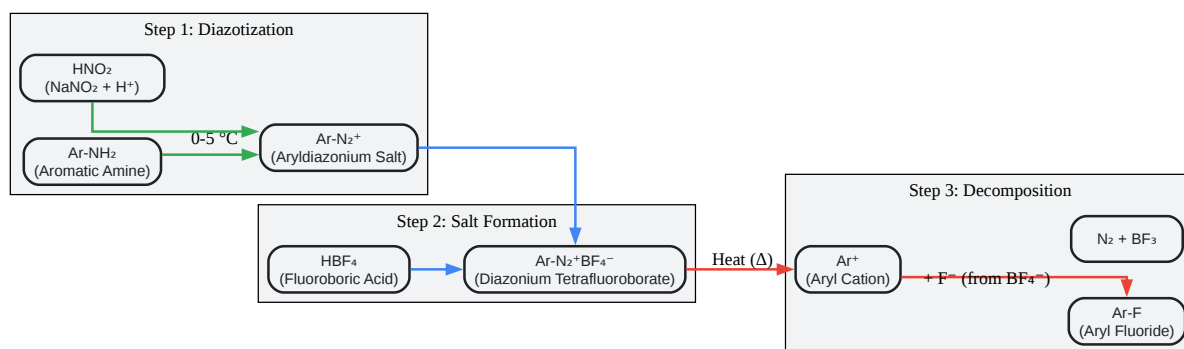 Step 1: Diazotization
HNO₂
(NaNO₂ + H⁺)
0-5 °C
Ar-NH₂
(Aromatic Amine)
Ar-N₂⁺
(Aryldiazonium Salt)
Step 2: Salt Formation
HBF₄
(Fluoroboric Acid)
Ar-N₂⁺BF₄⁻
(Diazonium Tetrafluoroborate)
Heat (Δ)
Step 3: Decomposition
N₂ + BF₃
Ar⁺
(Aryl Cation)
+ F⁻ (from BF₄⁻)
Ar-F
(Aryl Fluoride)